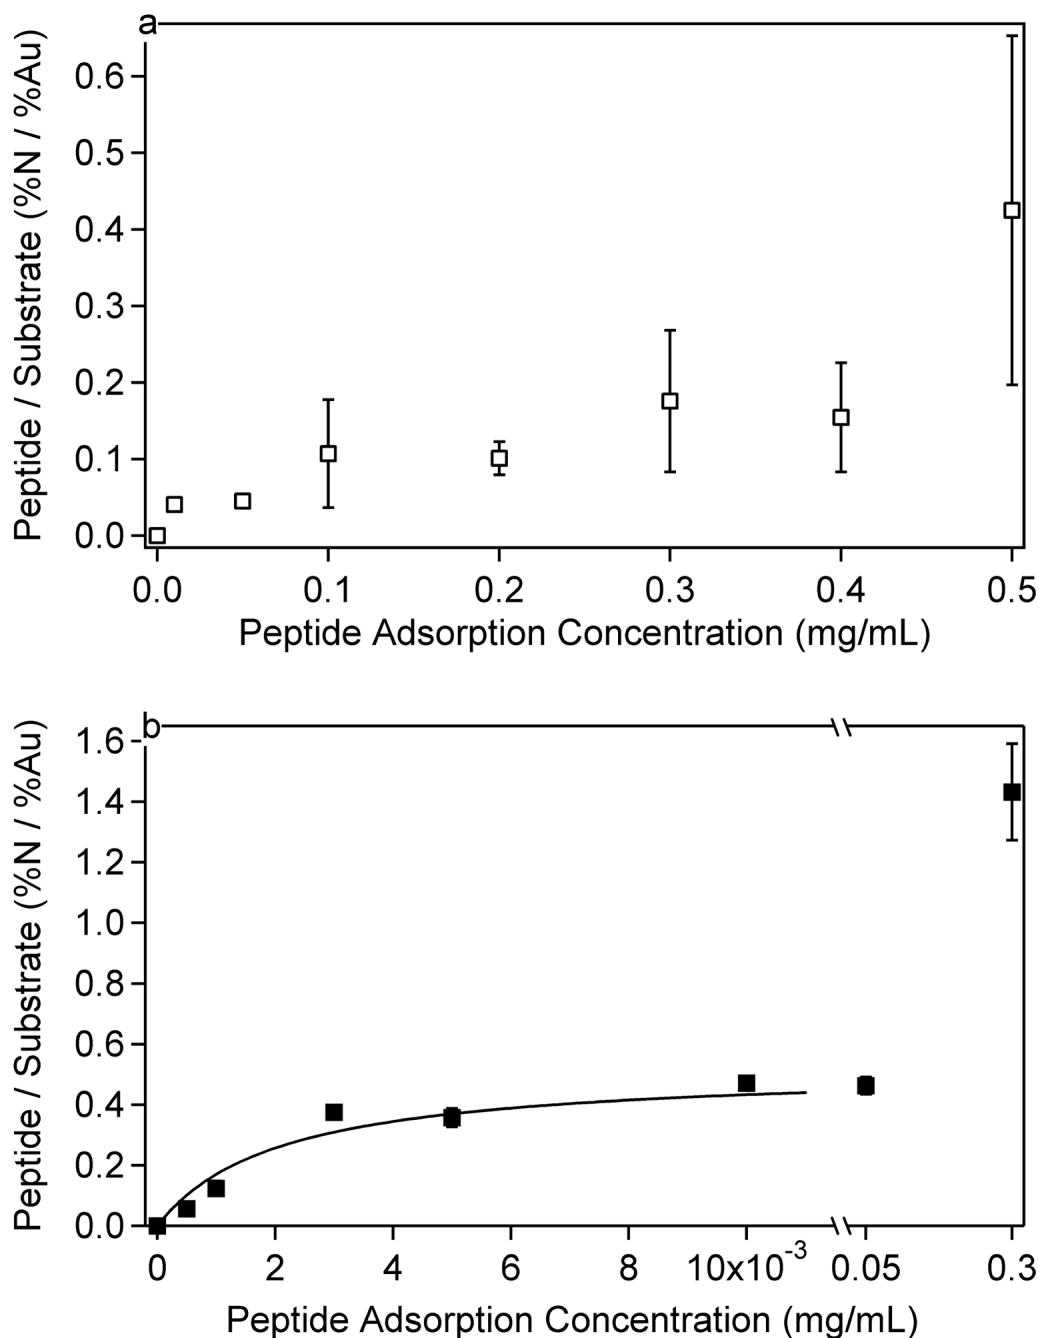 a
Peptide / Substrate (%N / %Au)
0.6
0.5
0.4
0.3
0.2
0.1
0.0
0.0 0.1 0.2 0.3 0.4 0.5
Peptide Adsorption Concentration (mg/mL)
b
Peptide / Substrate (%N / %Au)
1.6
1.4
1.2
1.0
0.8
0.6
0.4
0.2
0.0
0 2 4 6 8 10x10⁻³ 0.05 0.3
Peptide Adsorption Concentration (mg/mL)